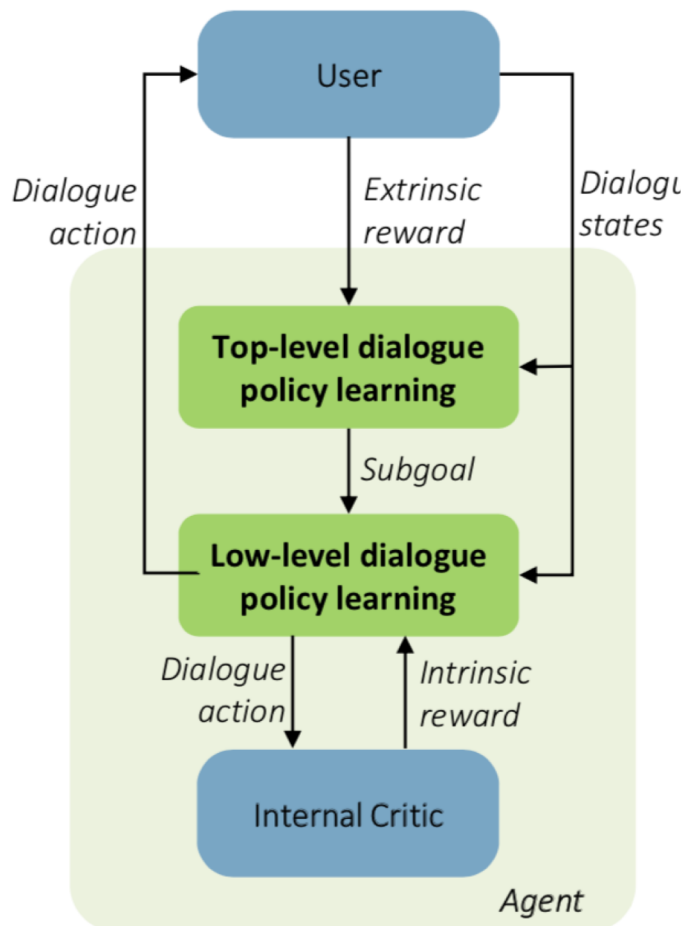 User
Dialogue
action
Extrinsic
reward
Dialogu
states
Top-level dialogue
policy learning
Subgoal
Low-level dialogue
policy learning
Dialogue
action
Intrinsic
reward
Internal Critic
Agent